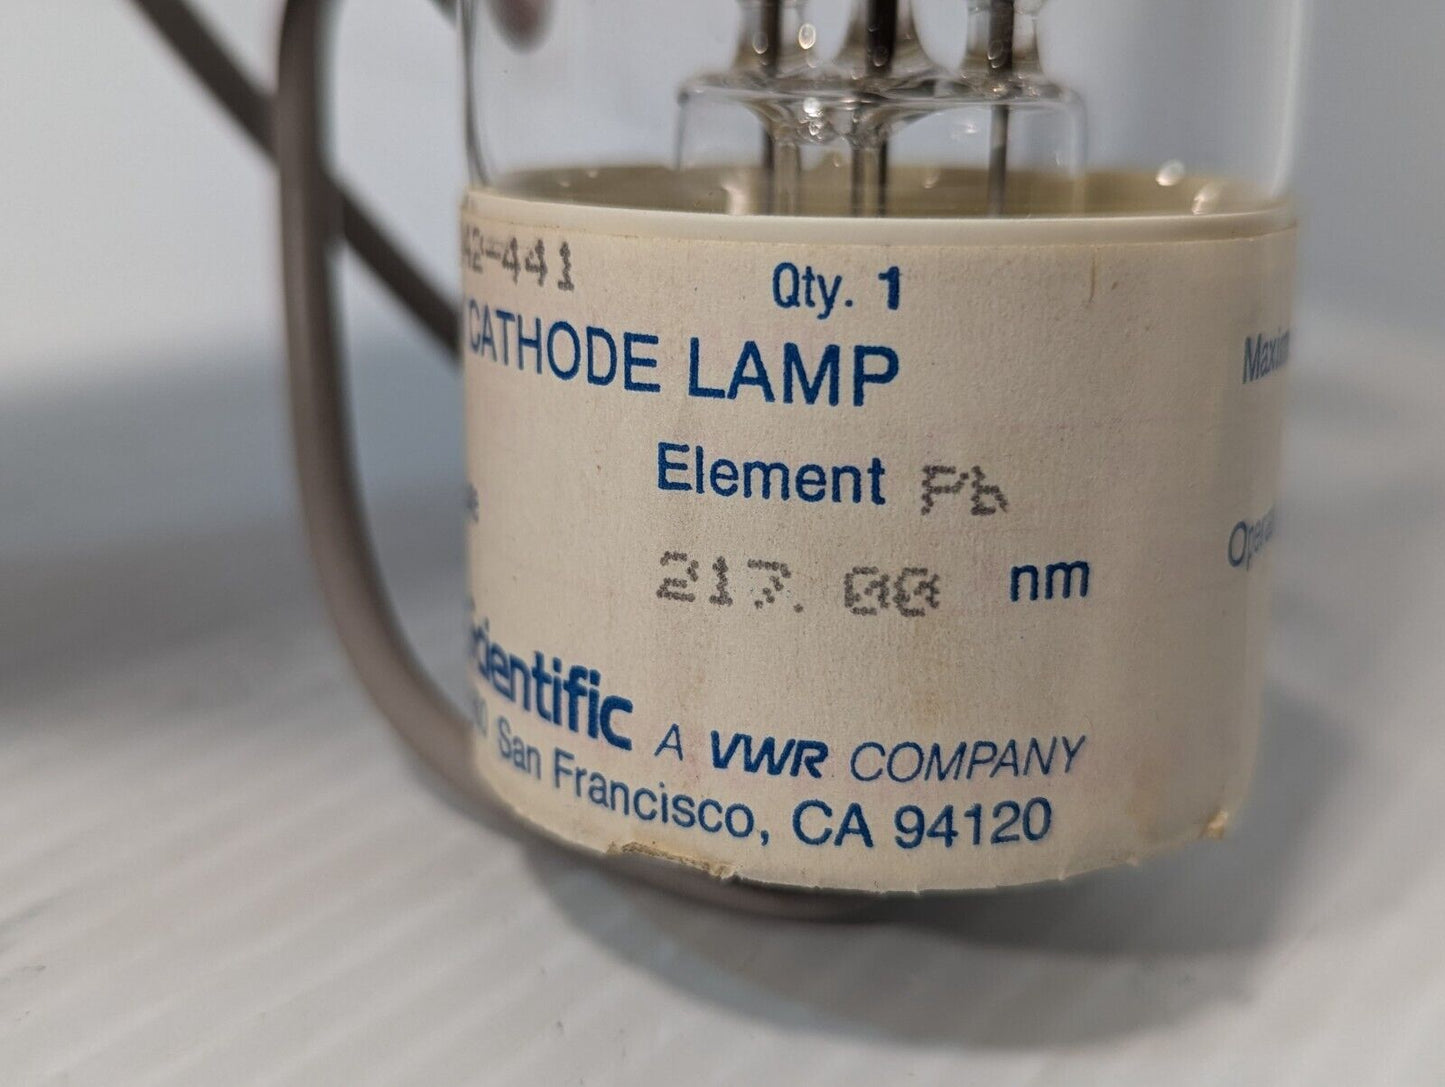 42-441
Qty. 1
CATHODE LAMP
Element Pb
217.00 nm
Scientific A VWR COMPANY
San Francisco, CA 94120